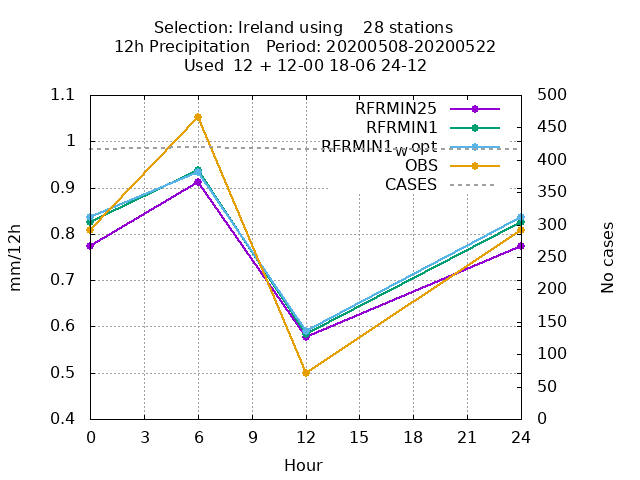 Selection: Ireland using    28 stations
12h Precipitation   Period: 20200508-20200522
Used  12 + 12-00 18-06 24-12
1.1
1
0.9
0.8
0.7
0.6
0.5
0.4
mm/12h
500
450
400
350
300
250
200
150
100
50
0
No cases
RFRMIN25
RFRMIN1
RFRMIN1wopt
OBS
CASES
0 3 6 9 12 15 18 21 24
Hour